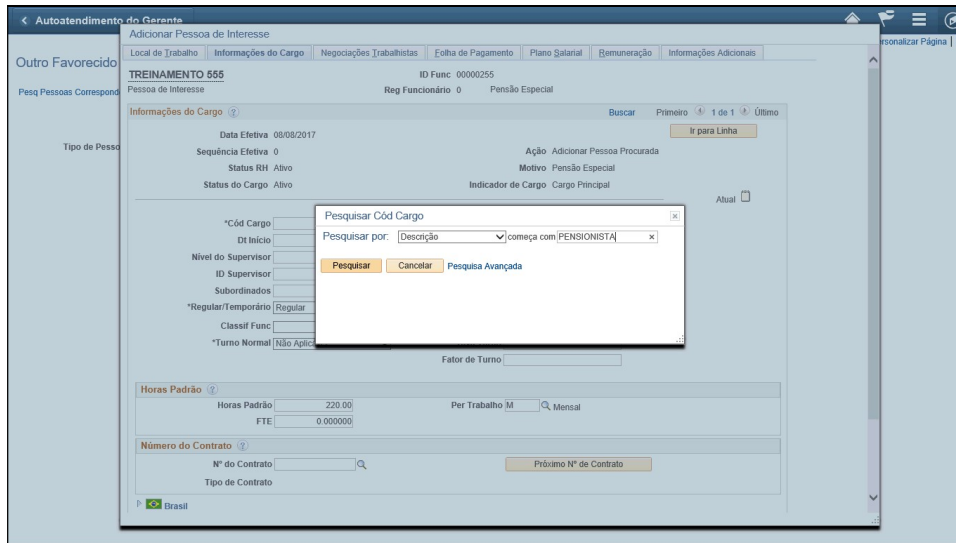 Autoatendimento do Gerente
Adicionar Pessoa de Interesse
ersonalizar Página |
Local de Trabalho Informações do Cargo Negociações Trabalhistas Folha de Pagamento Plano Salarial Remuneração Informações Adicionais
Outro Favorecido
TREINAMENTO 555 ID Func 00000255
Pesq Pessoas Correspond
Pessoa de Interesse Reg Funcionário 0 Pensão Especial
Informações do Cargo ? Buscar Primeiro 1 de 1 Último
Data Efetiva 08/08/2017 Ir para Linha
Tipo de Pesso
Sequência Efetiva 0 Ação Adicionar Pessoa Procurada
Status RH Ativo Motivo Pensão Especial
Status do Cargo Ativo Indicador de Cargo Cargo Principal
Atual
Pesquisar Cód Cargo
*Cód Cargo
Pesquisar por: Descrição começa com PENSIONISTA ×
Dt Início
Nível do Supervisor
Pesquisar Cancelar Pesquisa Avançada
ID Supervisor
Subordinados
*Regular/Temporário Regular
Classif Func
*Turno Normal Não Aplic
Fator de Turno
Horas Padrão ?
Horas Padrão 220.00 Per Trabalho M Mensal
FTE 0.000000
Número do Contrato ?
Nº do Contrato Próximo Nº de Contrato
Tipo de Contrato
Brasil